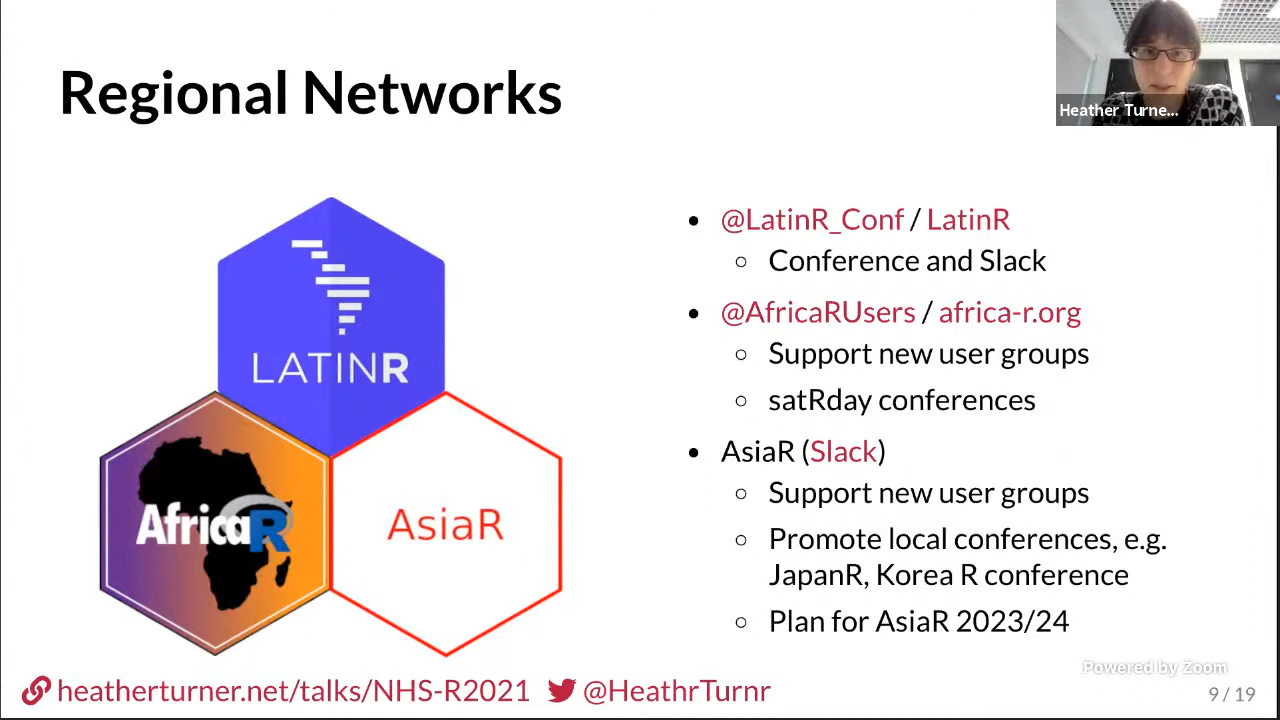 Regional Networks
Heather Turne...
LATINR
AfricaR
AsiaR
@LatinR_Conf / LatinR
Conference and Slack
@AfricaRUsers / africa-r.org
Support new user groups
satRday conferences
AsiaR (Slack)
Support new user groups
Promote local conferences, e.g.
JapanR, Korea R conference
Plan for AsiaR 2023/24
Powered by Zoom
heatherturner.net/talks/NHS-R2021 @HeathrTurnr
9 / 19